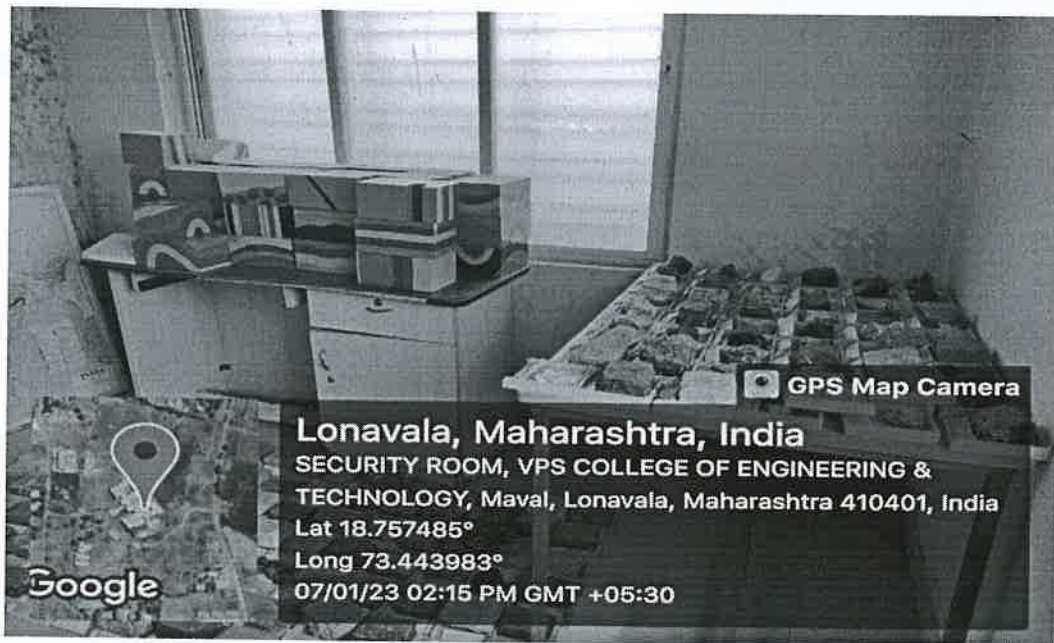 GPS Map Camera
Lonavala, Maharashtra, India
SECURITY ROOM, VPS COLLEGE OF ENGINEERING &
TECHNOLOGY, Maval, Lonavala, Maharashtra 410401, India
Lat 18.757485°
Long 73.443983°
07/01/23 02:15 PM GMT +05:30
Google